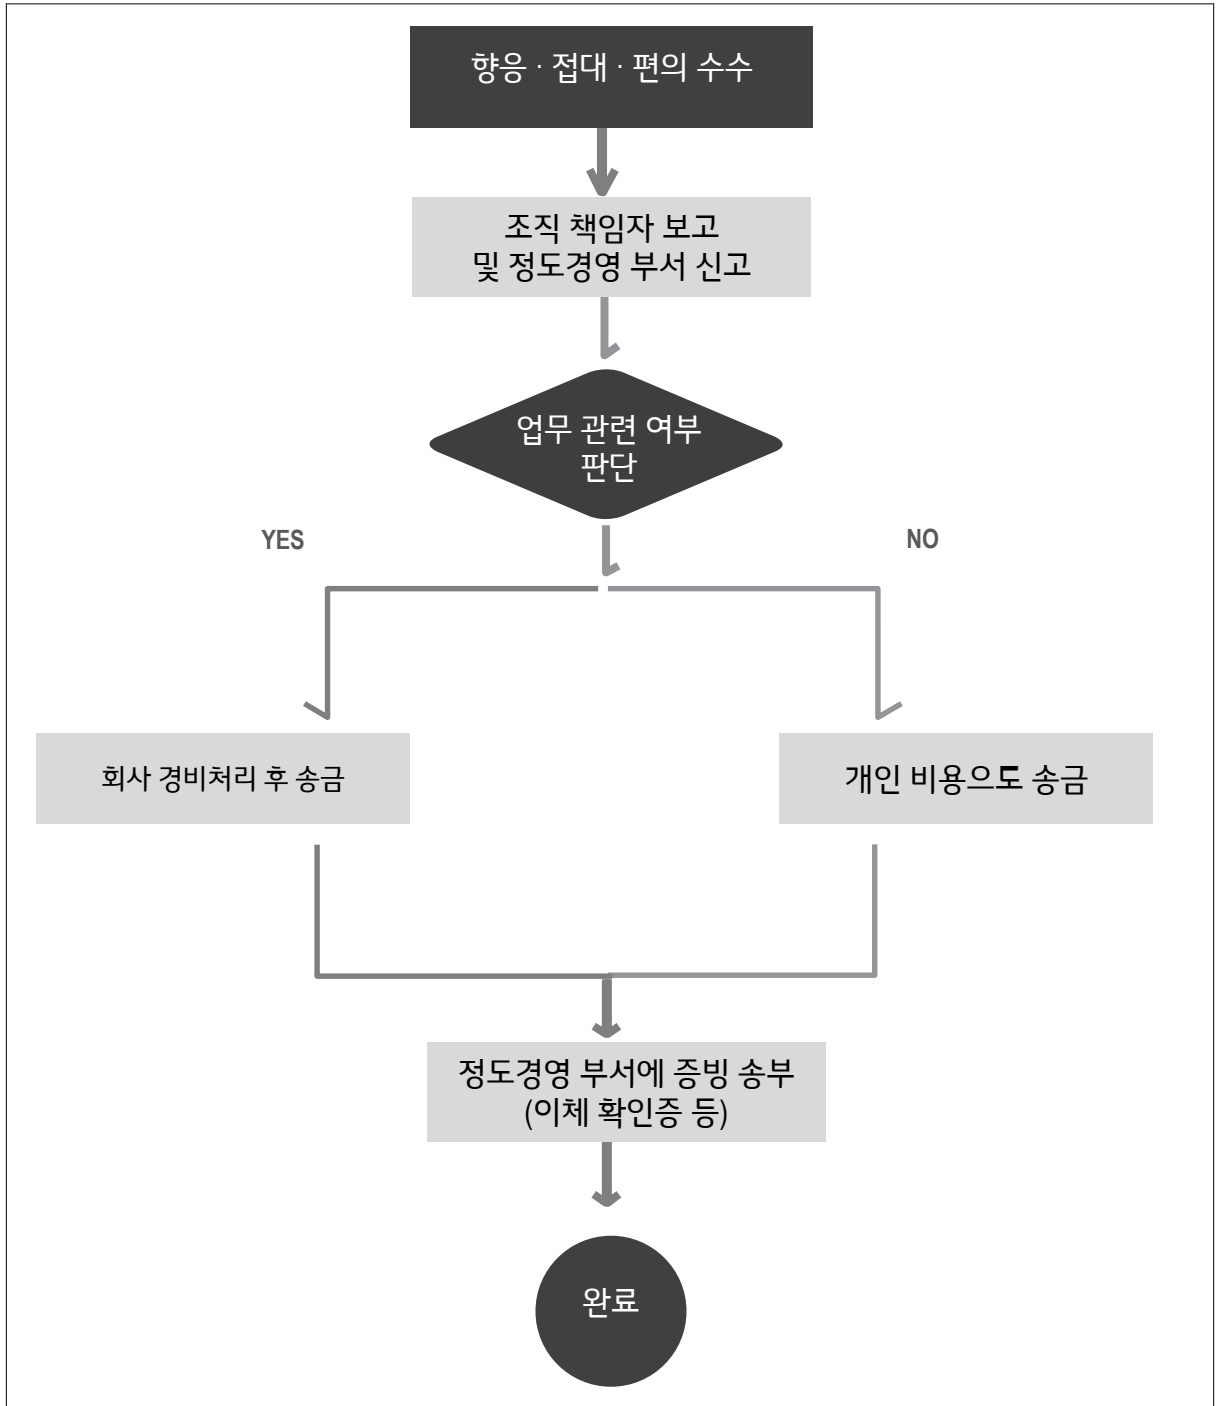 향응 · 접대 · 편의 수수
조직 책임자 보고
및 정도경영 부서 신고
업무 관련 여부
판단
YES
NO
회사 경비처리 후 송금
개인 비용으도 송금
정도경영 부서에 증빙 송부
(이체 확인증 등)
완료